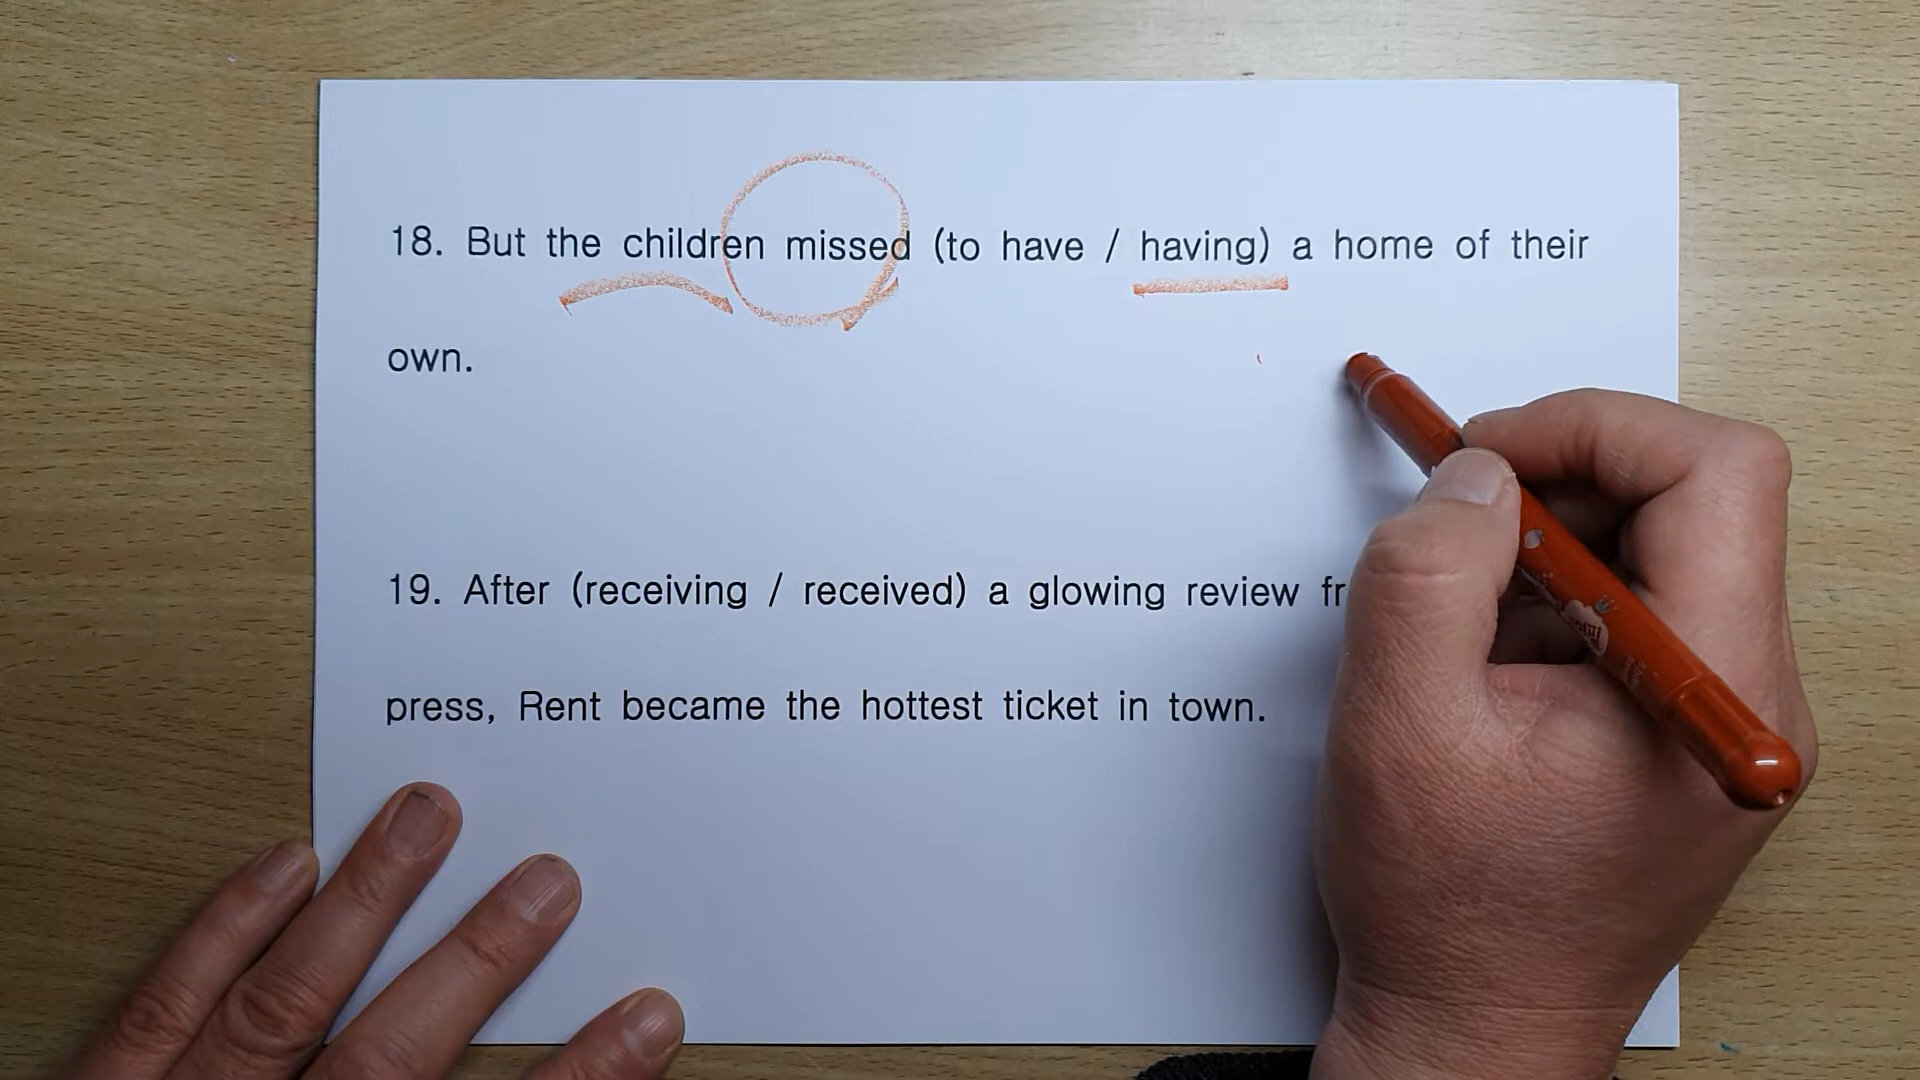 18. But the children missed (to have / having) a home of their
own.
19. After (receiving / received) a glowing review
press, Rent became the hottest ticket in town.